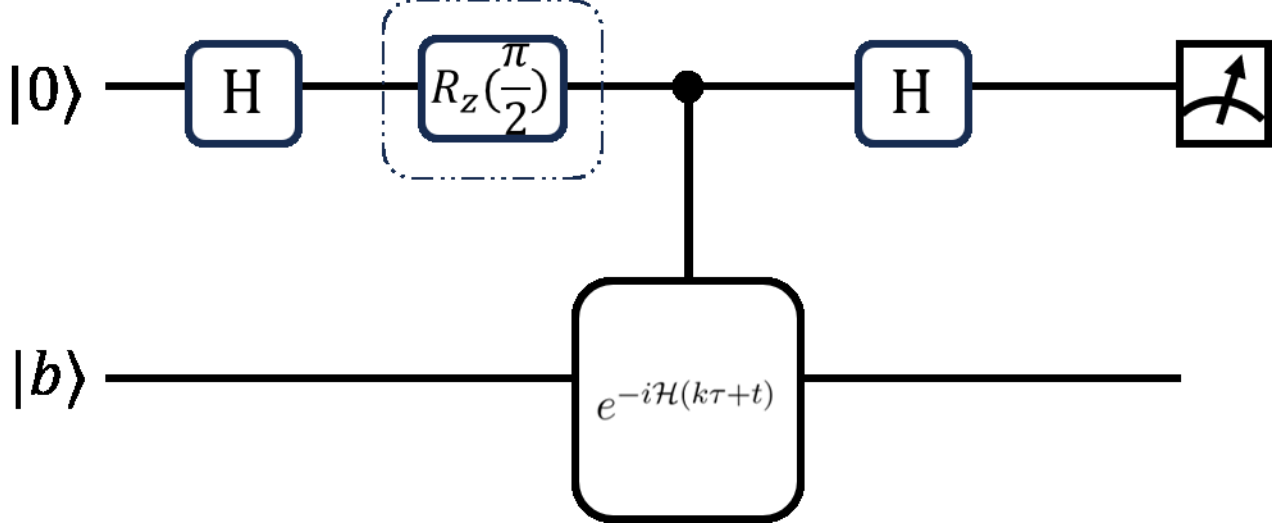 |0⟩ H R_z(π/2) H
|b⟩ e^{-iℋ(kτ+t)}